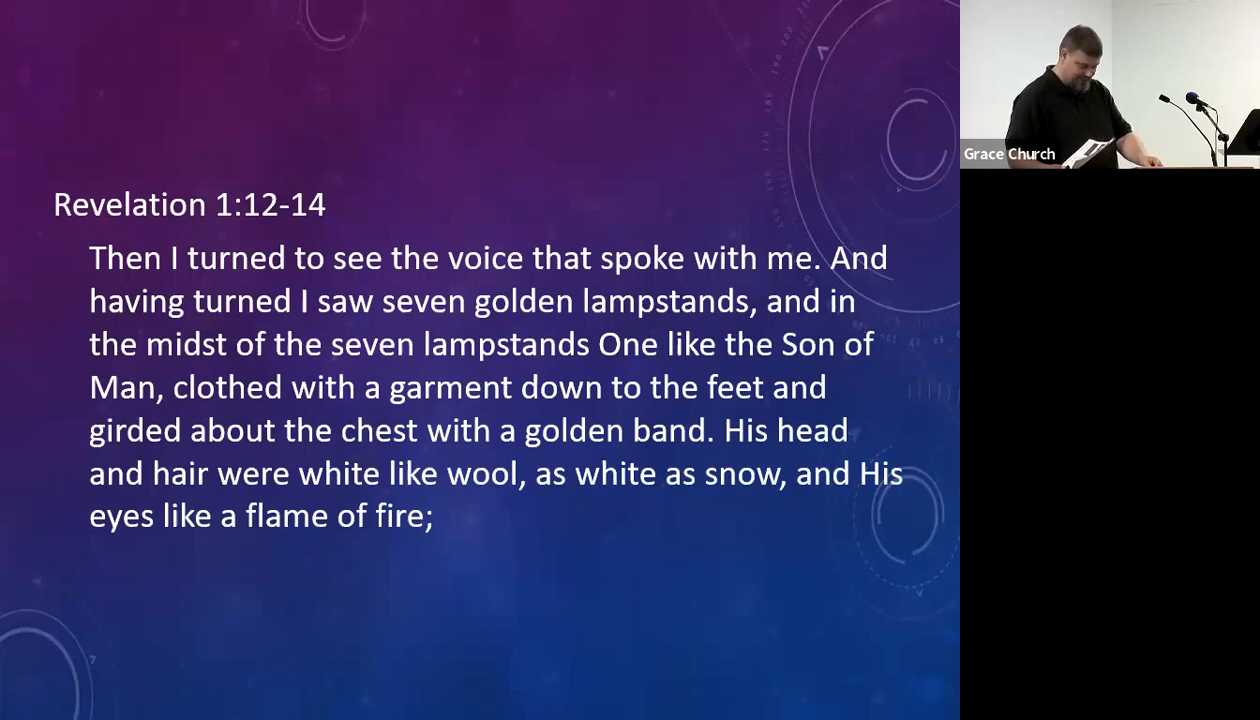 Revelation 1:12-14
Then I turned to see the voice that spoke with me. And
having turned I saw seven golden lampstands, and in
the midst of the seven lampstands One like the Son of
Man, clothed with a garment down to the feet and
girded about the chest with a golden band. His head
and hair were white like wool, as white as snow, and His
eyes like a flame of fire;
Grace Church